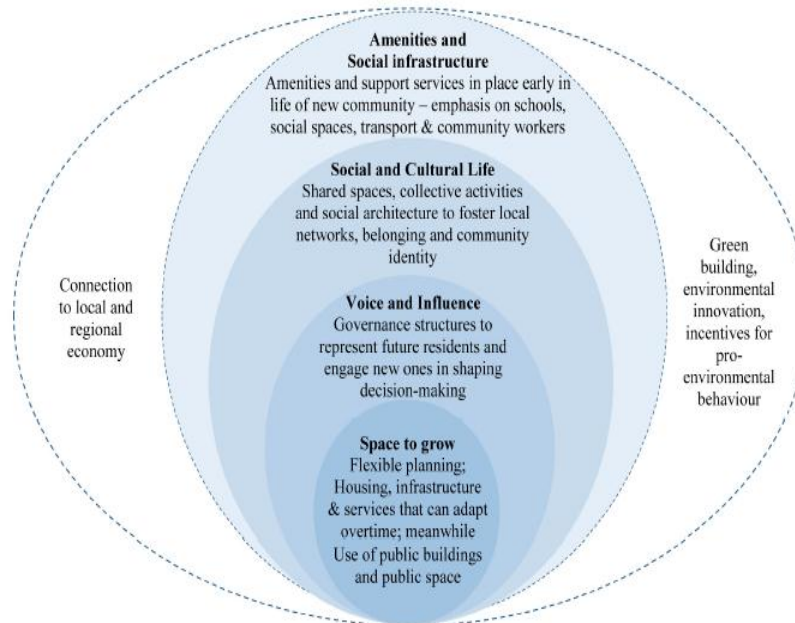 Amenities and
Social infrastructure
Amenities and support services in place early in
life of new community – emphasis on schools,
social spaces, transport & community workers
Social and Cultural Life
Shared spaces, collective activities
and social architecture to foster local
networks, belonging and community
identity
Connection
to local and
regional
economy
Voice and Influence
Governance structures to
represent future residents and
engage new ones in shaping
decision-making
Green
building,
environmental
innovation,
incentives for
pro-
environmental
behaviour
Space to grow
Flexible planning;
Housing, infrastructure
& services that can adapt
overtime; meanwhile
Use of public buildings
and public space